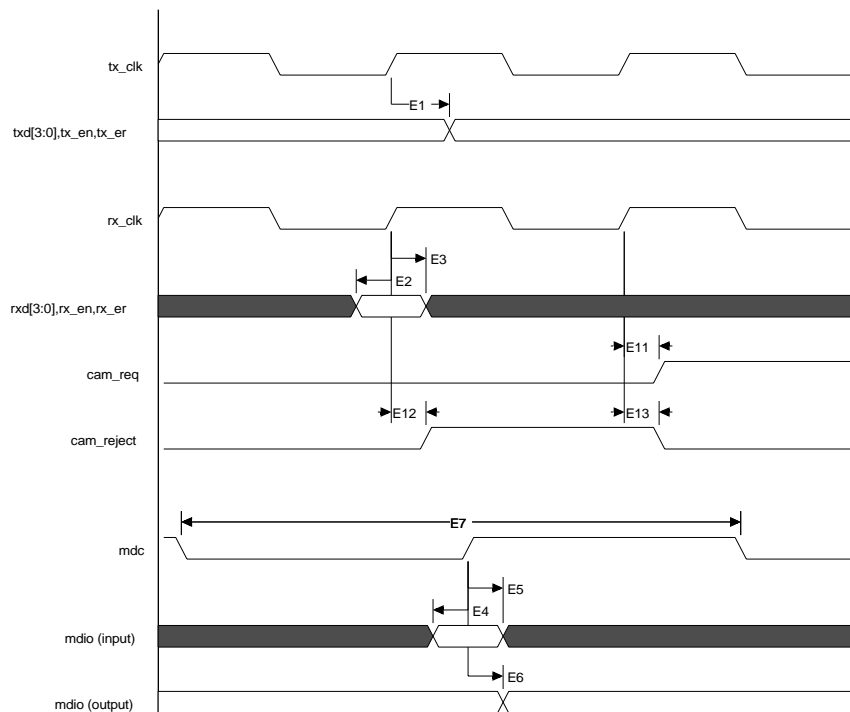 tx_clk
E1
txd[3:0],tx_en,tx_er
rx_clk
E3
E2
rxd[3:0],rx_en,rx_er
E11
cam_req
E12
E13
cam_reject
E7
mdc
E5
E4
mdio (input)
E6
mdio (output)